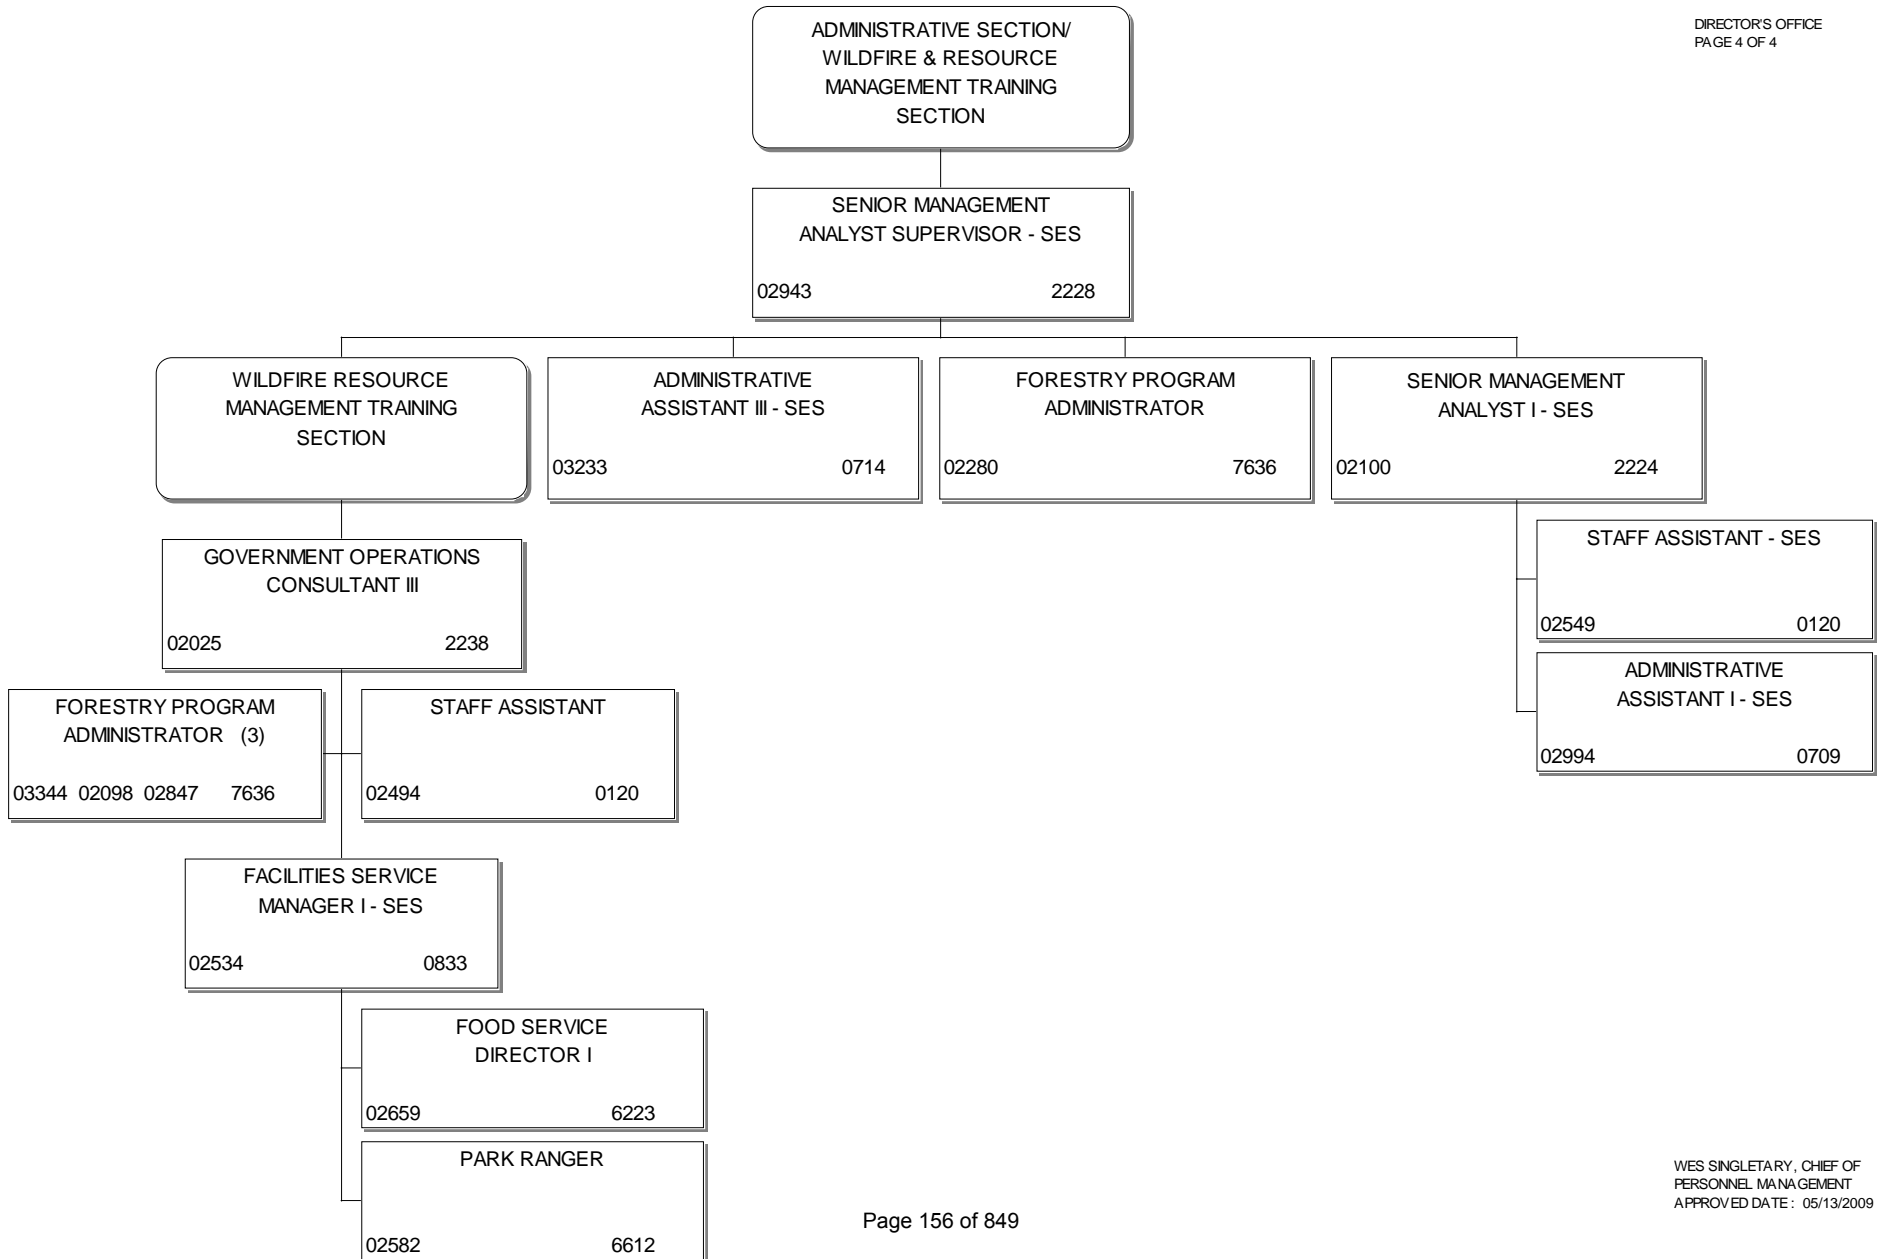 DIRECTOR'S OFFICE
PAGE 4 OF 4
ADMINISTRATIVE SECTION/
WILDFIRE & RESOURCE
MANAGEMENT TRAINING
SECTION
SENIOR MANAGEMENT
ANALYST SUPERVISOR - SES
02943 2228
WILDFIRE RESOURCE
MANAGEMENT TRAINING
SECTION
ADMINISTRATIVE
ASSISTANT III - SES
03233 0714
FORESTRY PROGRAM
ADMINISTRATOR
02280 7636
SENIOR MANAGEMENT
ANALYST I - SES
02100 2224
GOVERNMENT OPERATIONS
CONSULTANT III
02025 2238
STAFF ASSISTANT - SES
02549 0120
ADMINISTRATIVE
ASSISTANT I - SES
02994 0709
FORESTRY PROGRAM
ADMINISTRATOR (3)
03344 02098 02847 7636
STAFF ASSISTANT
02494 0120
FACILITIES SERVICE
MANAGER I - SES
02534 0833
FOOD SERVICE
DIRECTOR I
02659 6223
PARK RANGER
02582 6612
Page 156 of 849
WES SINGLETARY, CHIEF OF
PERSONNEL MANAGEMENT
APPROVED DATE: 05/13/2009